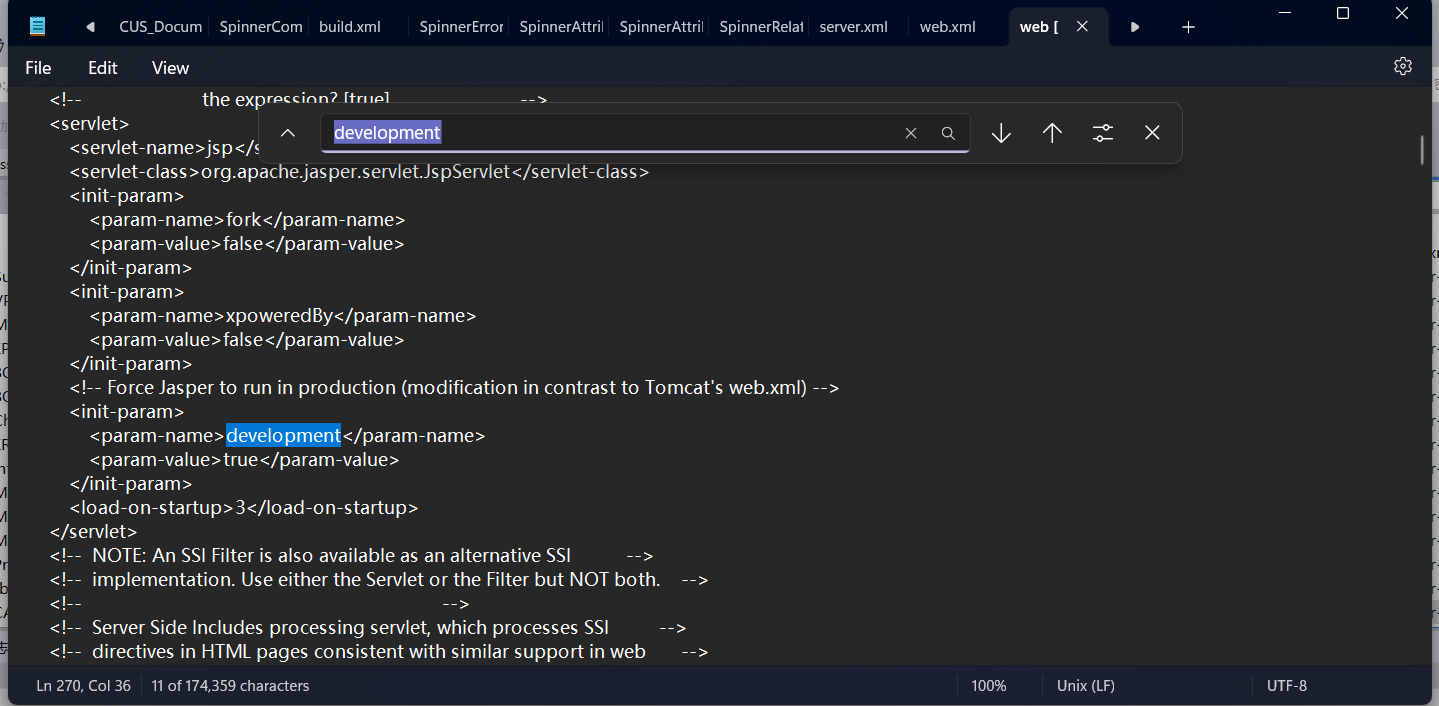 CUS_Docum SpinnerCom build.xml SpinnerError SpinnerAttril SpinnerAttril SpinnerRelat server.xml web.xml web [
File Edit View
<!-- the expression? [true] -->
development
<servlet>
<servlet-name>jsp</s
<servlet-class>org.apache.jasper.servlet.JspServlet</servlet-class>
<init-param>
<param-name>fork</param-name>
<param-value>false</param-value>
</init-param>
<init-param>
<param-name>xpoweredBy</param-name>
<param-value>false</param-value>
</init-param>
<!-- Force Jasper to run in production (modification in contrast to Tomcat's web.xml) -->
<init-param>
<param-name>development</param-name>
<param-value>true</param-value>
</init-param>
<load-on-startup>3</load-on-startup>
</servlet>
<!-- NOTE: An SSI Filter is also available as an alternative SSI -->
<!-- implementation. Use either the Servlet or the Filter but NOT both. -->
<!-- -->
<!-- Server Side Includes processing servlet, which processes SSI -->
<!-- directives in HTML pages consistent with similar support in web -->
Ln 270, Col 36 11 of 174,359 characters 100% Unix (LF) UTF-8